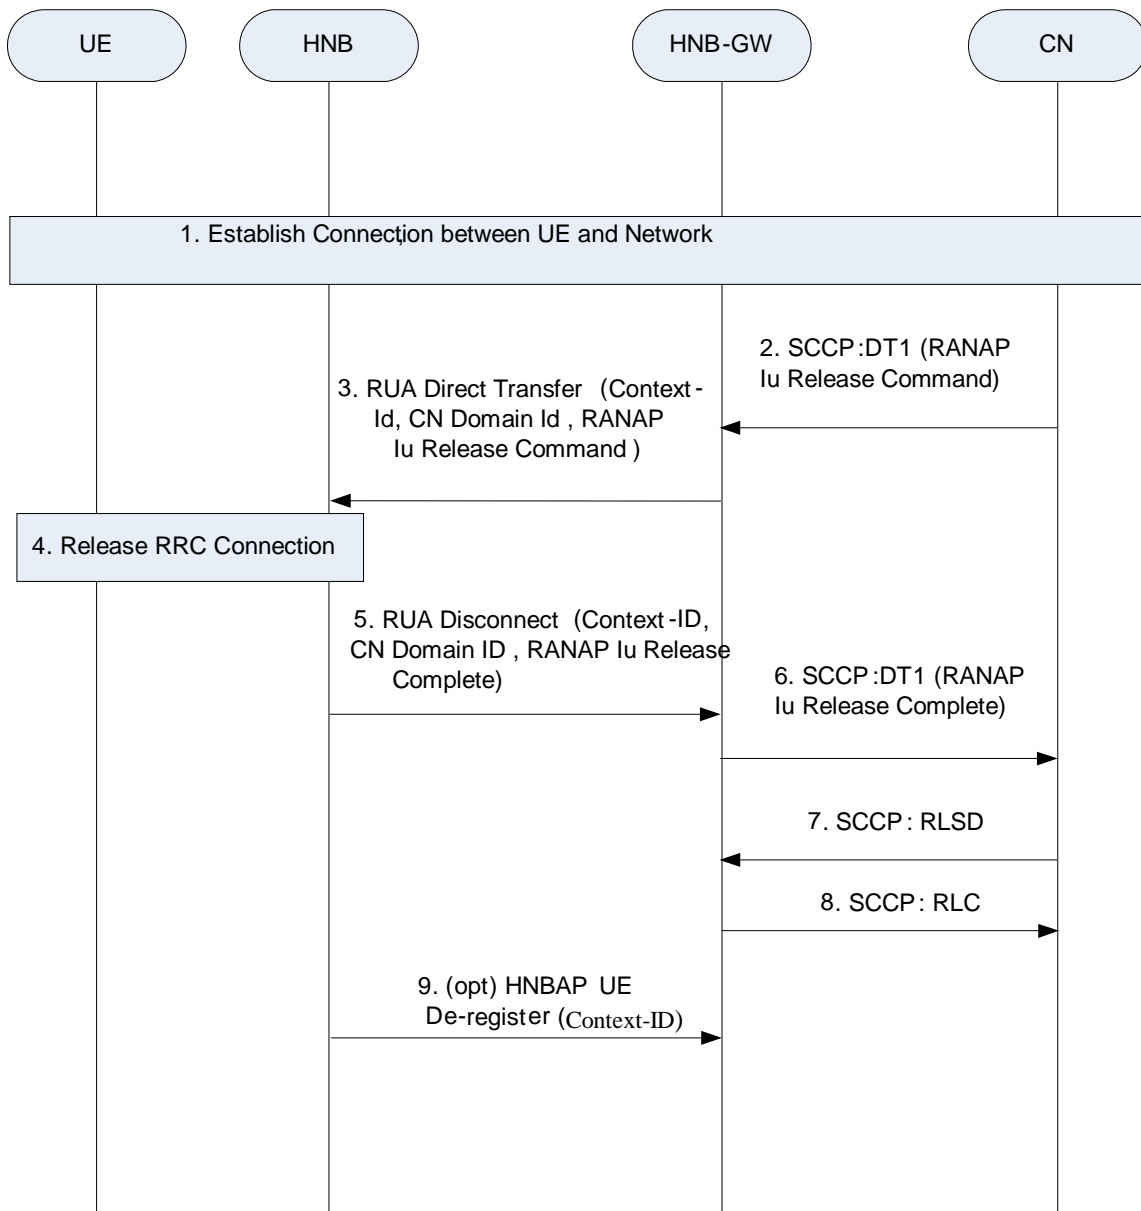 UE
HNB
HNB-GW
CN
1. Establish Connection between UE and Network
2. SCCP:DT1 (RANAP
Iu Release Command)
3. RUA Direct Transfer (Context-
Id, CN Domain Id , RANAP
Iu Release Command )
4. Release RRC Connection
5. RUA Disconnect (Context-ID,
CN Domain ID , RANAP Iu Release
Complete)
6. SCCP:DT1 (RANAP
Iu Release Complete)
7. SCCP: RLSD
8. SCCP: RLC
9. (opt) HNBAP UE
De-register (Context-ID)